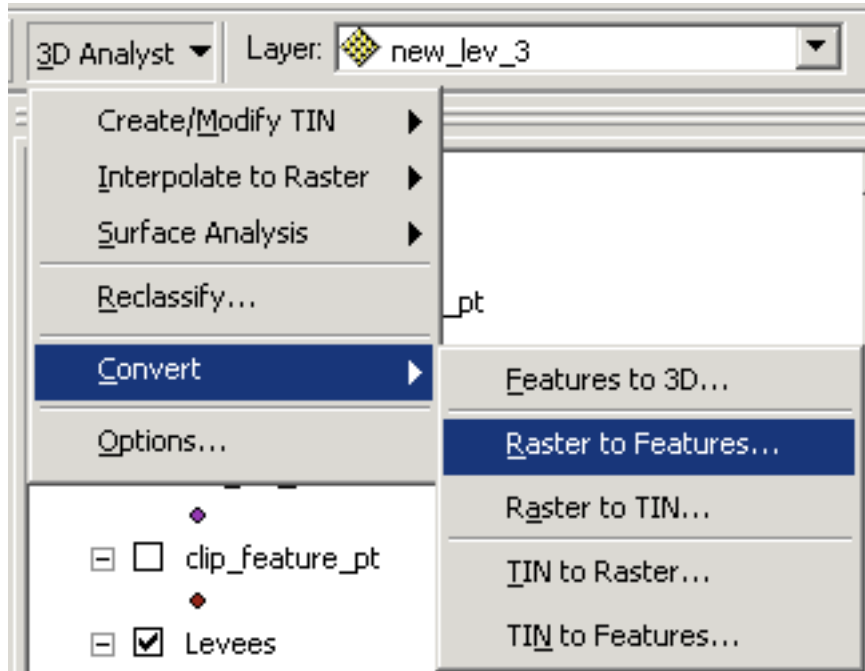 3D Analyst Layer: new_lev_3
Create/Modify TIN
Interpolate to Raster
Surface Analysis
Reclassify...
_pt
Convert
Features to 3D...
Options...
Raster to Features...
Raster to TIN...
clip_feature_pt
TIN to Raster...
Levees
TIN to Features...